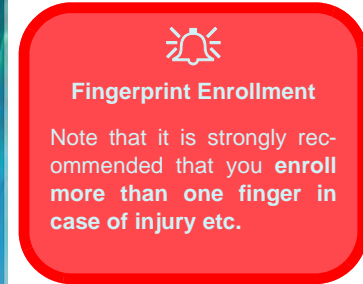 Fingerprint Enrollment
Note that it is strongly rec-
ommended that you enroll
more than one finger in
case of injury etc.